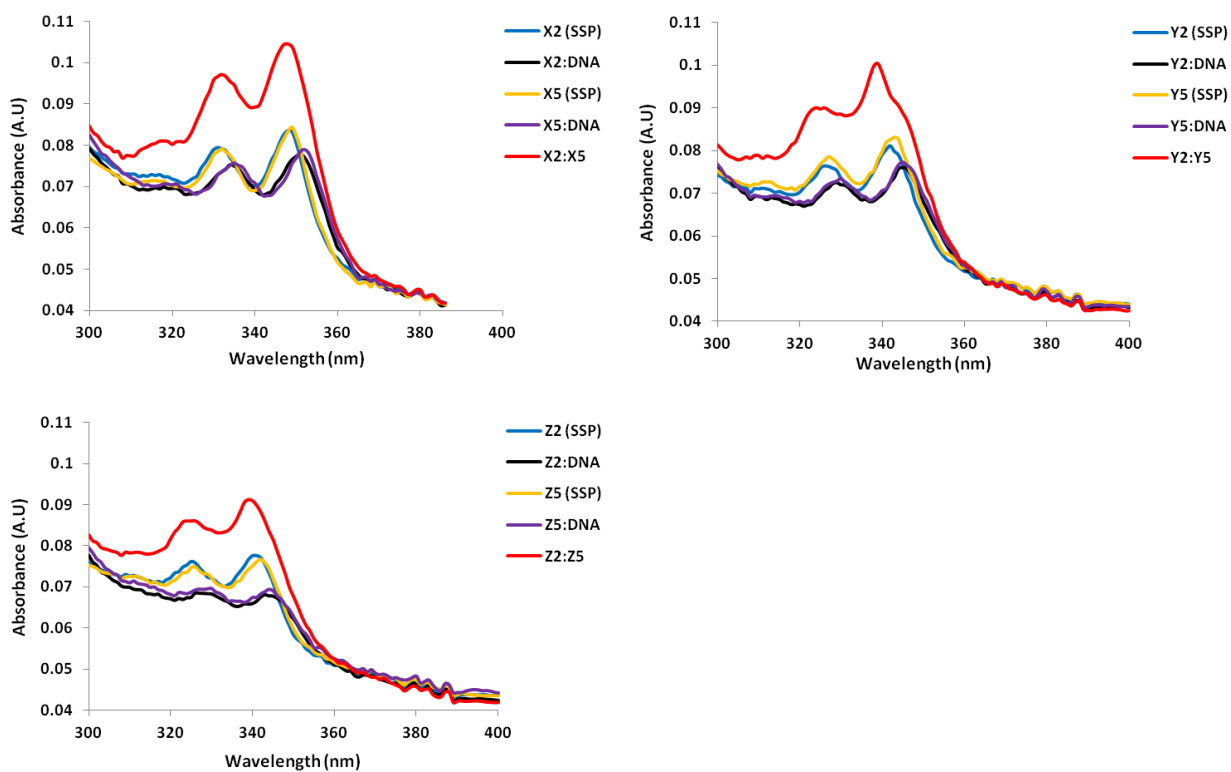 0.11
0.1
0.09
0.08
0.07
0.06
0.05
0.04
Absorbance (A.U)
300 320 340 360 380 400
Wavelength (nm)
X2 (SSP)
X2:DNA
X5 (SSP)
X5:DNA
X2:X5
0.11
0.1
0.09
0.08
0.07
0.06
0.05
0.04
Absorbance (A.U)
300 320 340 360 380 400
Wavelength (nm)
Y2 (SSP)
Y2:DNA
Y5 (SSP)
Y5:DNA
Y2:Y5
0.11
0.1
0.09
0.08
0.07
0.06
0.05
0.04
Absorbance (A.U)
300 320 340 360 380 400
Wavelength (nm)
Z2 (SSP)
Z2:DNA
Z5 (SSP)
Z5:DNA
Z2:Z5